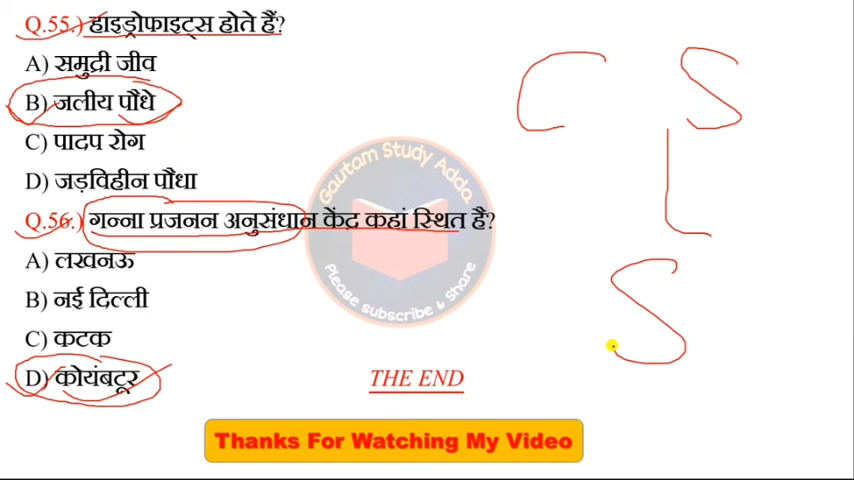 Q.55.) हाइड्रोफाइट्स होते हैं?
A) समुद्री जीव
B) जलीय पौधे
C) पादप रोग
D) जड़विहीन पौधा
Q.56.) गन्ना प्रजनन अनुसंधान केंद्र कहां स्थित है?
A) लखनऊ
B) नई दिल्ली
C) कटक
D) कोयंबटूर
C S
L
S
Gautam Study Adda
Please subscribe & Share
THE END
Thanks For Watching My Video